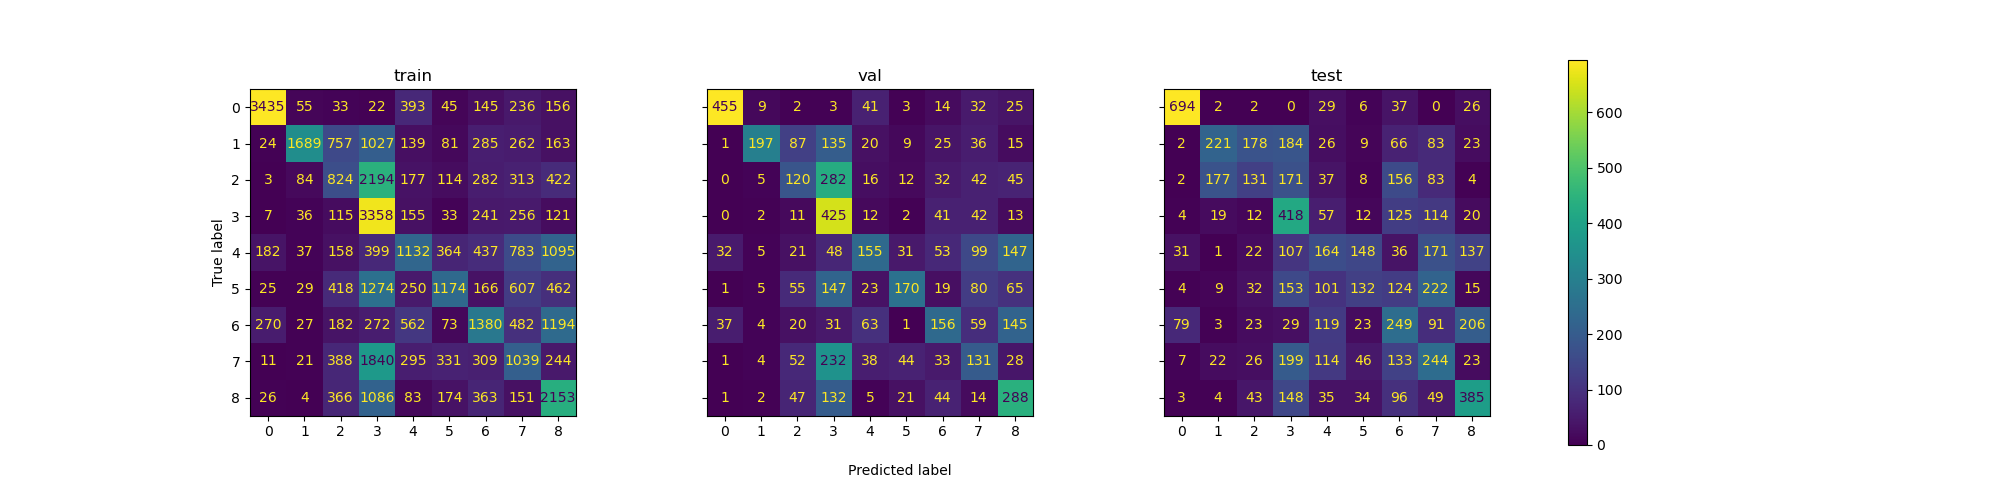 train
0 3435 55 33 22 393 45 145 236 156
1 24 1689 757 1027 139 81 285 262 163
2 3 84 824 2194 177 114 282 313 422
3 7 36 115 3358 155 33 241 256 121
4 182 37 158 399 1132 364 437 783 1095
5 25 29 418 1274 250 1174 166 607 462
6 270 27 182 272 562 73 1380 482 1194
7 11 21 388 1840 295 331 309 1039 244
8 26 4 366 1086 83 174 363 151 2153
0 1 2 3 4 5 6 7 8
True label
val
455 9 2 3 41 3 14 32 25
1 197 87 135 20 9 25 36 15
0 5 120 282 16 12 32 42 45
0 2 11 425 12 2 41 42 13
32 5 21 48 155 31 53 99 147
1 5 55 147 23 170 19 80 65
37 4 20 31 63 1 156 59 145
1 4 52 232 38 44 33 131 28
1 2 47 132 5 21 44 14 288
0 1 2 3 4 5 6 7 8
Predicted label
test
694 2 2 0 29 6 37 0 26
2 221 178 184 26 9 66 83 23
2 177 131 171 37 8 156 83 4
4 19 12 418 57 12 125 114 20
31 1 22 107 164 148 36 171 137
4 9 32 153 101 132 124 222 15
79 3 23 29 119 23 249 91 206
7 22 26 199 114 46 133 244 23
3 4 43 148 35 34 96 49 385
0 1 2 3 4 5 6 7 8
600
500
400
300
200
100
0